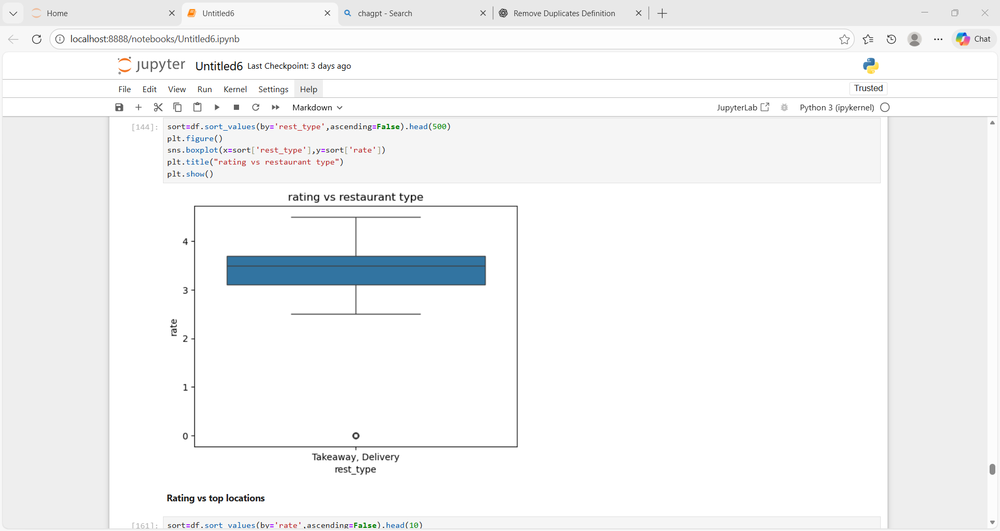 Home
Untitled6
chagpt - Search
Remove Duplicates Definition
localhost:8888/notebooks/Untitled6.ipynb
Chat
jupyter Untitled6 Last Checkpoint: 3 days ago
File Edit View Run Kernel Settings Help
Trusted
Markdown
JupyterLab
Python 3 (ipykernel)
[144]:
sort=df.sort_values(by='rest_type',ascending=False).head(500)
plt.figure()
sns.boxplot(x=sort['rest_type'],y=sort['rate'])
plt.title("rating vs restaurant type")
plt.show()
rating vs restaurant type
4
3
rate
2
1
0
Takeaway, Delivery
rest_type
Rating vs top locations
[161]:
sort=df.sort_values(by='rate',ascending=False).head(10)